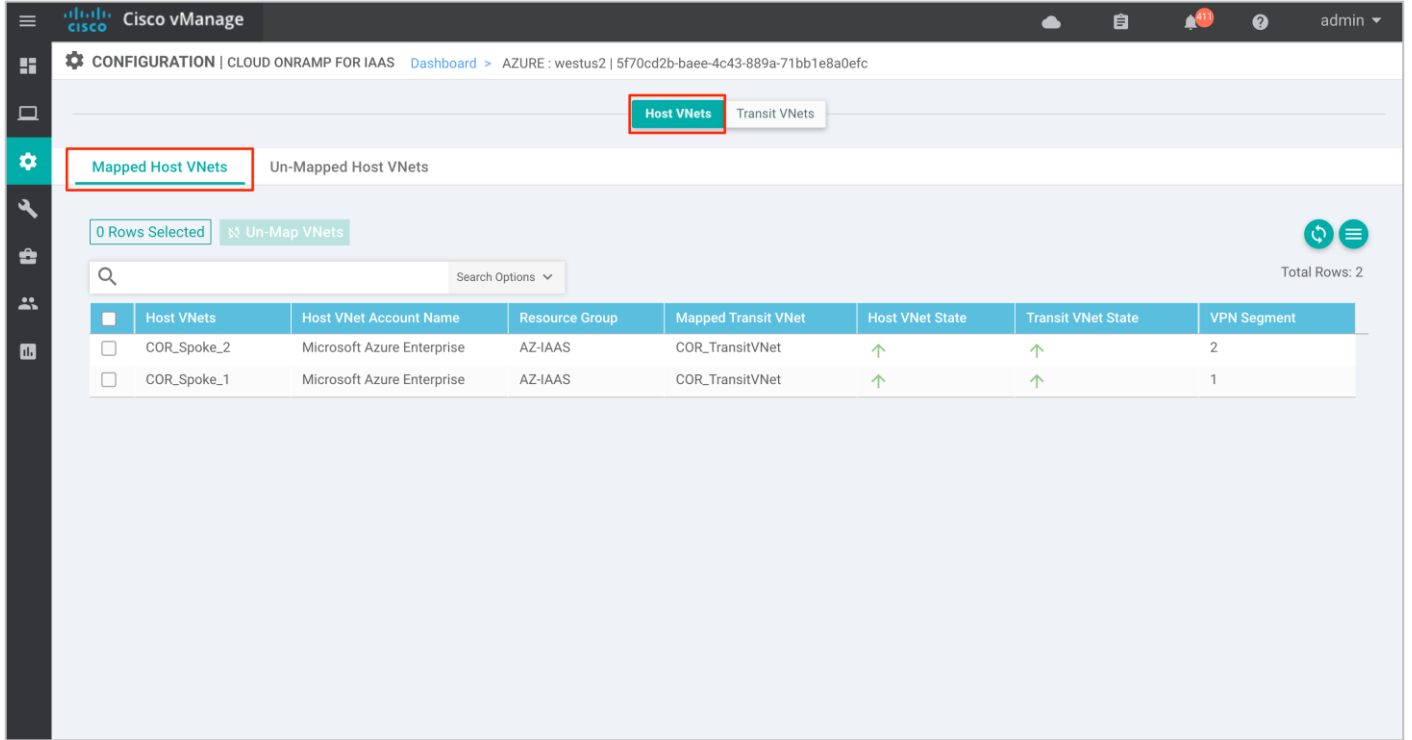 cisco Cisco vManage 411 admin
CONFIGURATION | CLOUD ONRAMP FOR IAAS Dashboard > AZURE : westus2 | 5f70cd2b-baee-4c43-889a-71bb1e8a0efc
Host VNets Transit VNets
Mapped Host VNets Un-Mapped Host VNets
0 Rows Selected Un-Map VNets
Search Options Total Rows: 2
Host VNets Host VNet Account Name Resource Group Mapped Transit VNet Host VNet State Transit VNet State VPN Segment
COR_Spoke_2 Microsoft Azure Enterprise AZ-IAAS COR_TransitVNet 2
COR_Spoke_1 Microsoft Azure Enterprise AZ-IAAS COR_TransitVNet 1